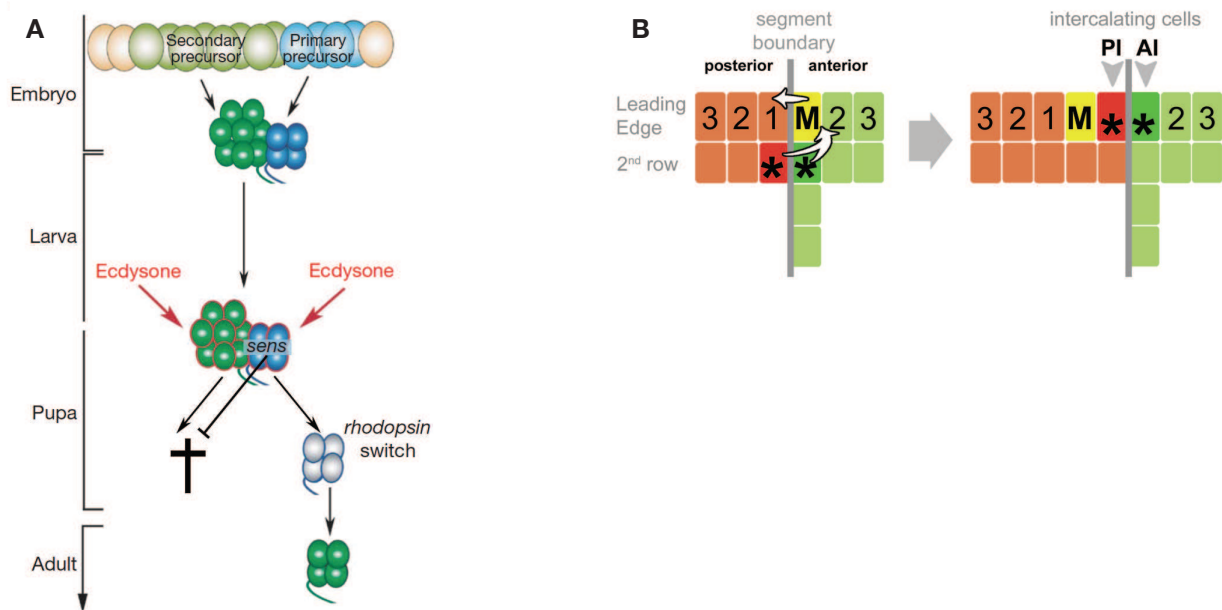 A
Secondary precursor
Primary precursor
Embryo
Larva
Ecdysone
Ecdysone
sens
Pupa
rhodopsin
switch
Adult
B
segment
boundary
posterior
anterior
intercalating cells
PI
AI
Leading
Edge
3 2 1 M 2 3
2nd row
* *
3 2 1 M * * 2 3